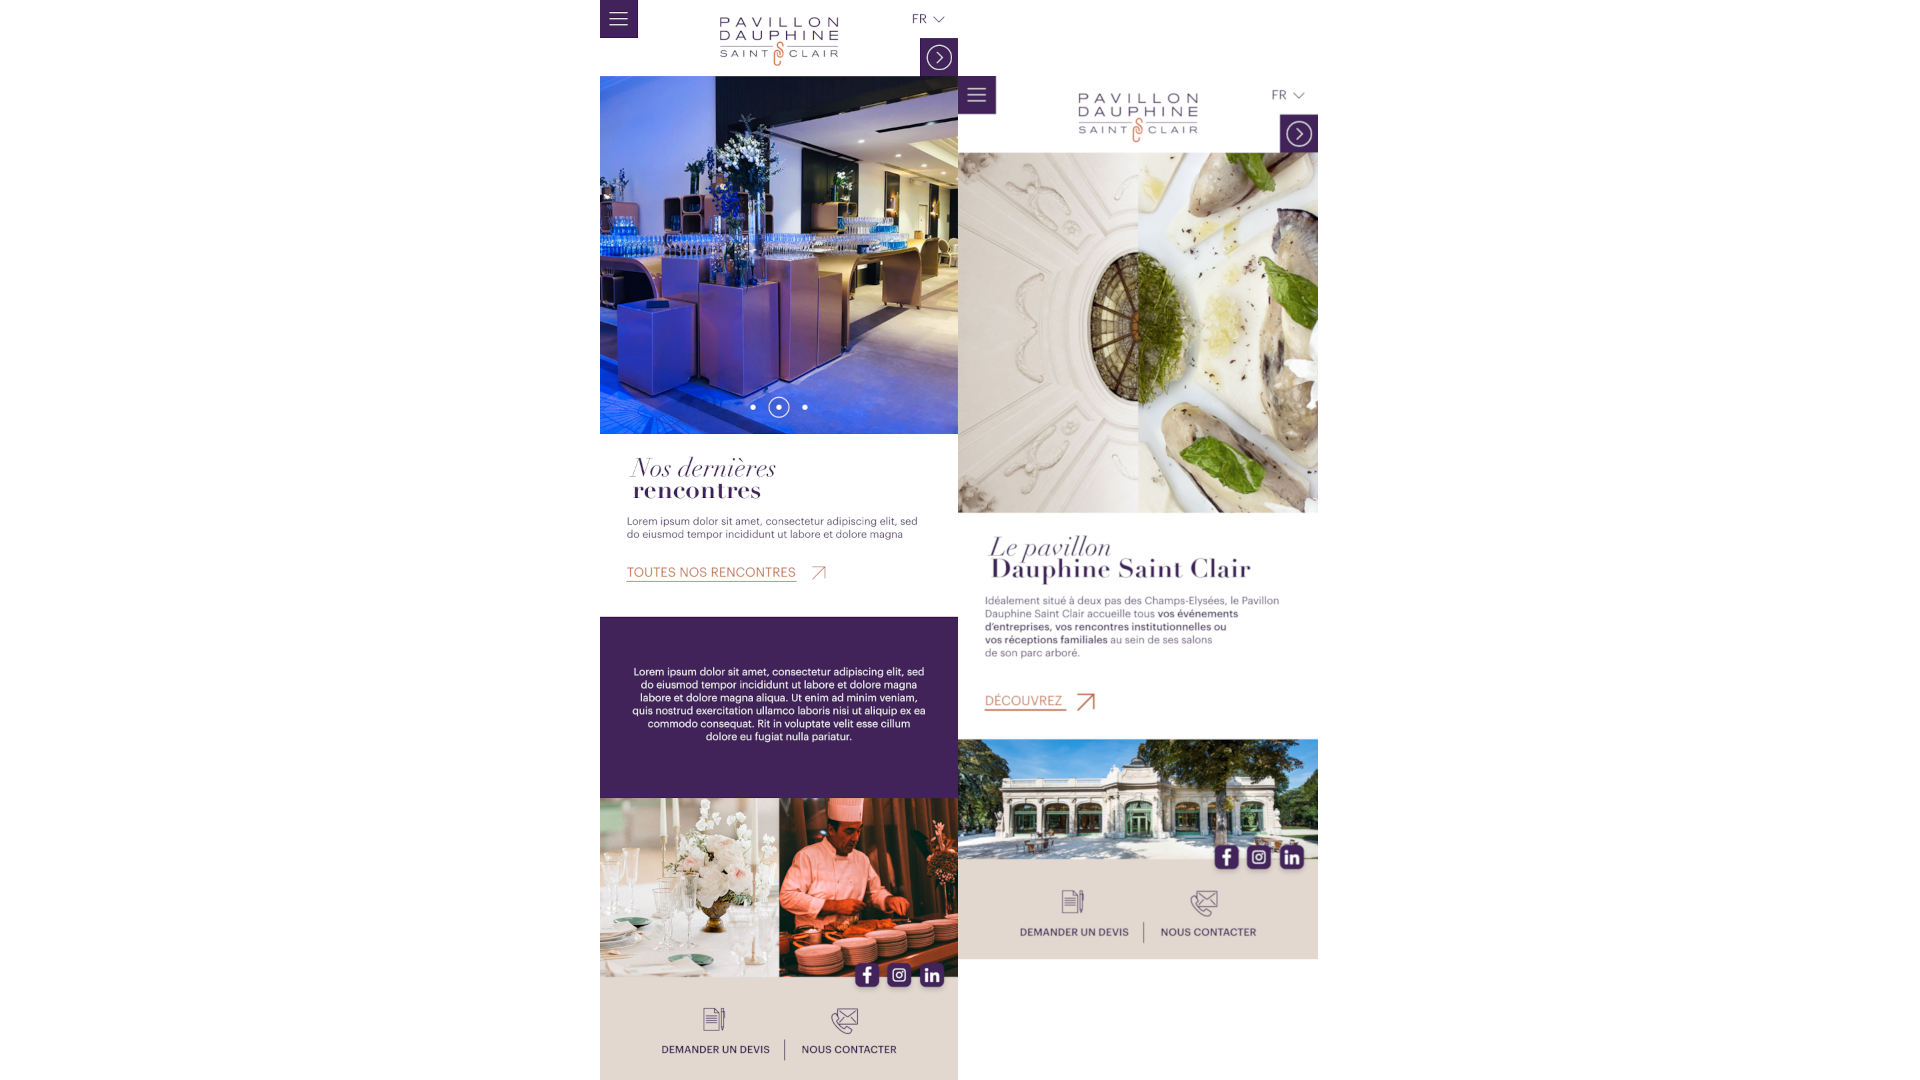 PAVILLON
DAUPHINE
SAINT CLAIR
FR
Nos dernières
rencontres
Lorem ipsum dolor sit amet, consectetur adipiscing elit, sed
do eiusmod tempor incididunt ut labore et dolore magna
TOUTES NOS RENCONTRES
Lorem ipsum dolor sit amet, consectetur adipiscing elit, sed
do eiusmod tempor incididunt ut labore et dolore magna
labore et dolore magna aliqua. Ut enim ad minim veniam,
quis nostrud exercitation ullamco laboris nisi ut aliquip ex ea
commodo consequat. Rit in voluptate velit esse cillum
dolore eu fugiat nulla pariatur.
DEMANDER UN DEVIS
NOUS CONTACTER
PAVILLON
DAUPHINE
SAINT CLAIR
FR
Le pavillon
Dauphine Saint Clair
Idéalement situé à deux pas des Champs-Elysées, le Pavillon
Dauphine Saint Clair accueille tous vos événements
d'entreprises, vos rencontres institutionnelles ou
vos réceptions familiales au sein de ses salons
de son parc arboré.
DÉCOUVREZ
DEMANDER UN DEVIS
NOUS CONTACTER